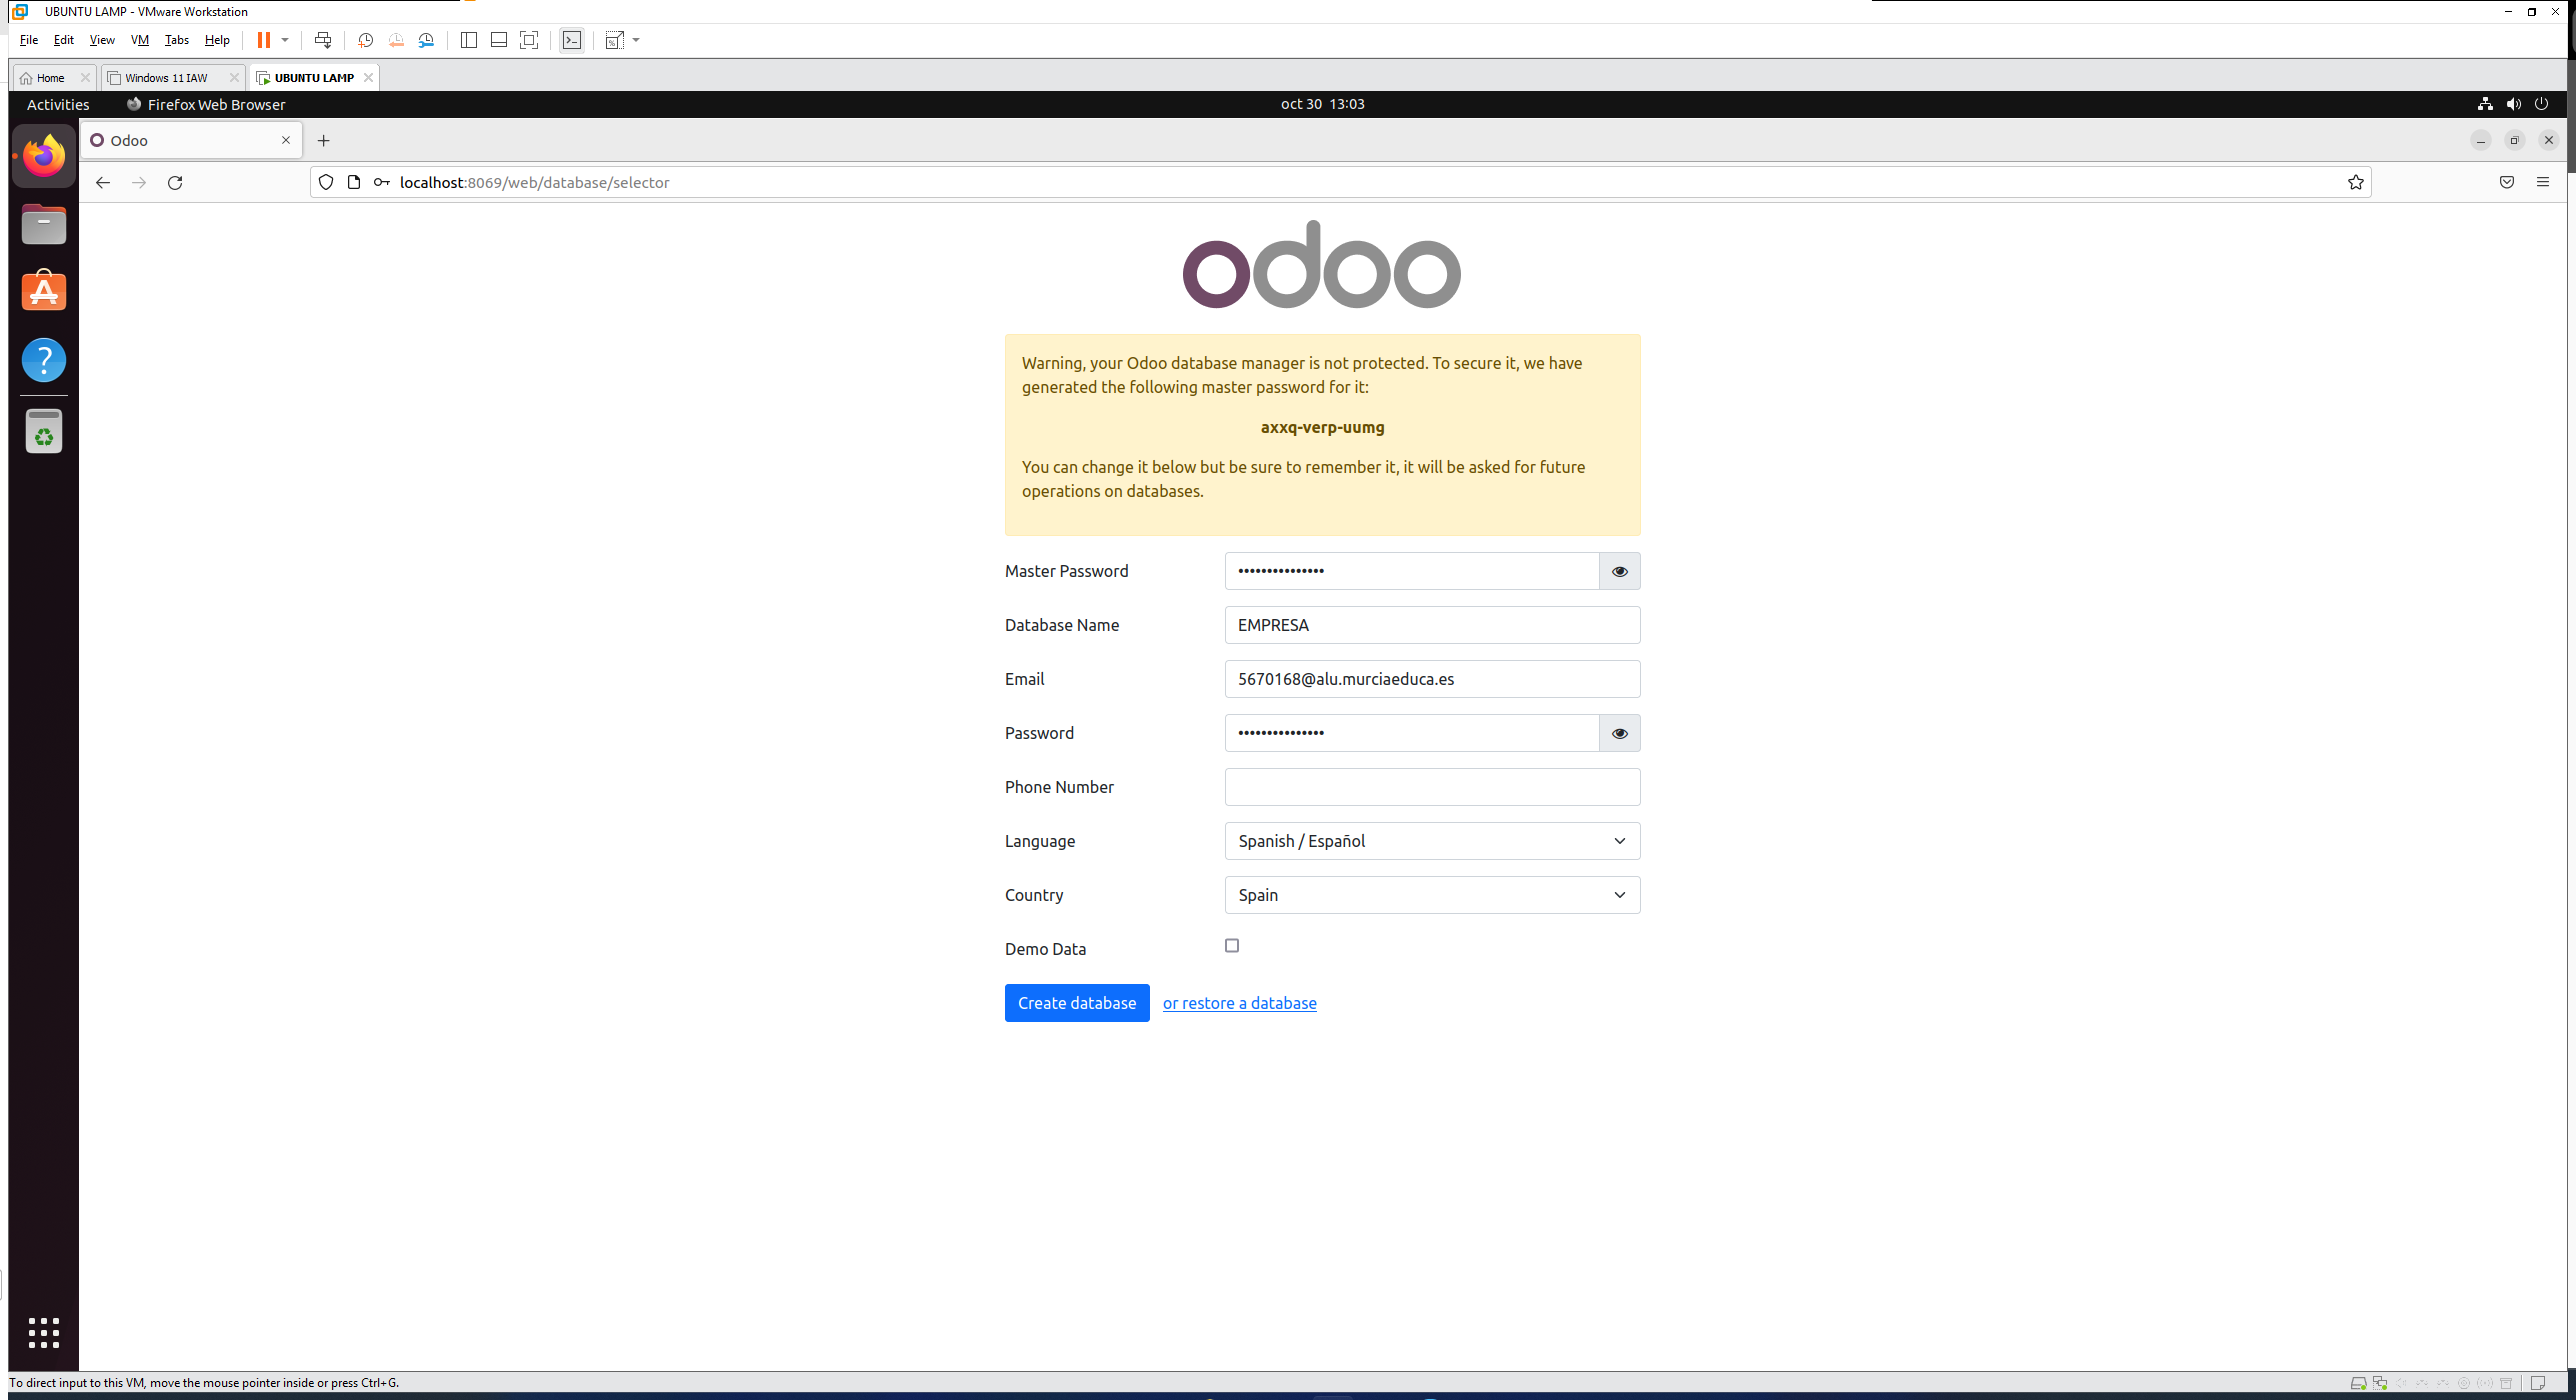 UBUNTU LAMP - VMware Workstation
File Edit View VM Tabs Help
Home
Windows 11 IAW
UBUNTU LAMP
Activities
Firefox Web Browser
oct 30 13:03
Odoo
localhost:8069/web/database/selector
odoo
Warning, your Odoo database manager is not protected. To secure it, we have
generated the following master password for it:
axxq-verp-uumg
You can change it below but be sure to remember it, it will be asked for future
operations on databases.
Master Password
•••••••••••••••
Database Name
EMPRESA
Email
5670168@alu.murciaeduca.es
Password
•••••••••••••••
Phone Number
Language
Spanish / Español
Country
Spain
Demo Data
Create database
or restore a database
To direct input to this VM, move the mouse pointer inside or press Ctrl+G.